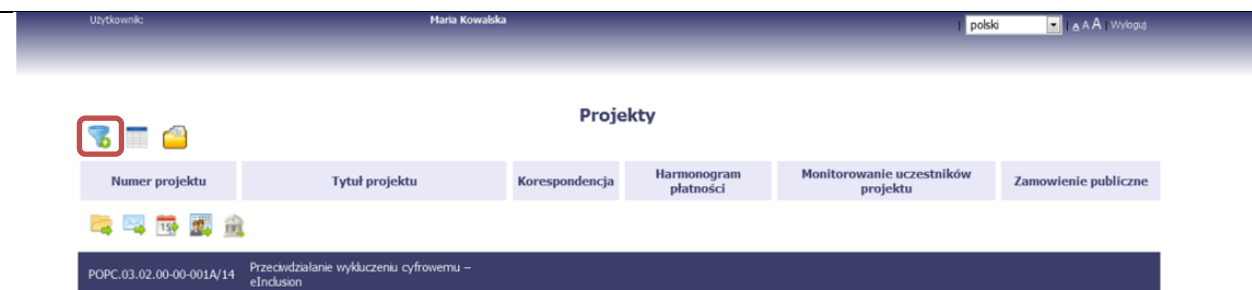 Użytkownik: Maria Kowalska | polski | A A A | Wyloguj
Projekty
Numer projektu Tytuł projektu Korespondencja Harmonogram płatności Monitorowanie uczestników projektu Zamowienie publiczne
15
POPC.03.02.00-00-001A/14 Przeciwdziałanie wykluczeniu cyfrowemu –
eInclusion